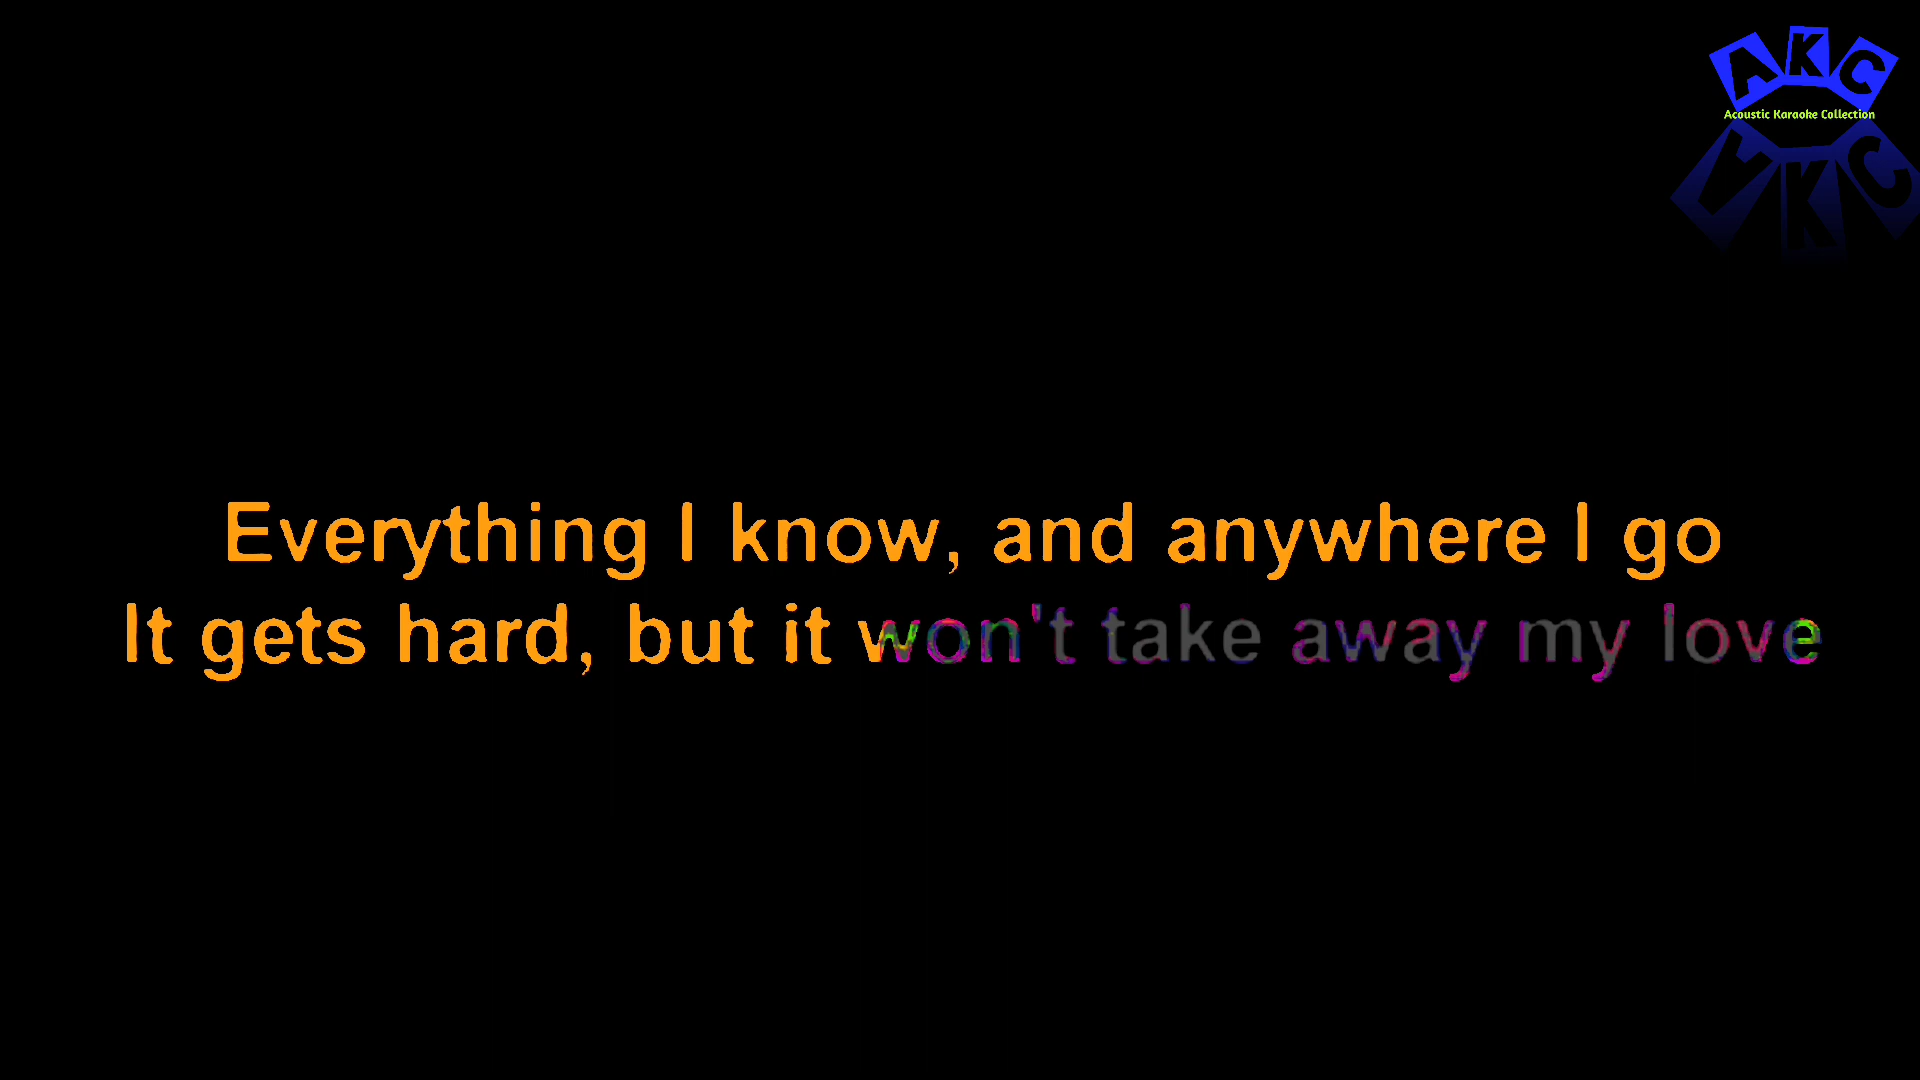 AKC
Acoustic Karaoke Collection
Everything I know, and anywhere I go
It gets hard, but it won't take away my love